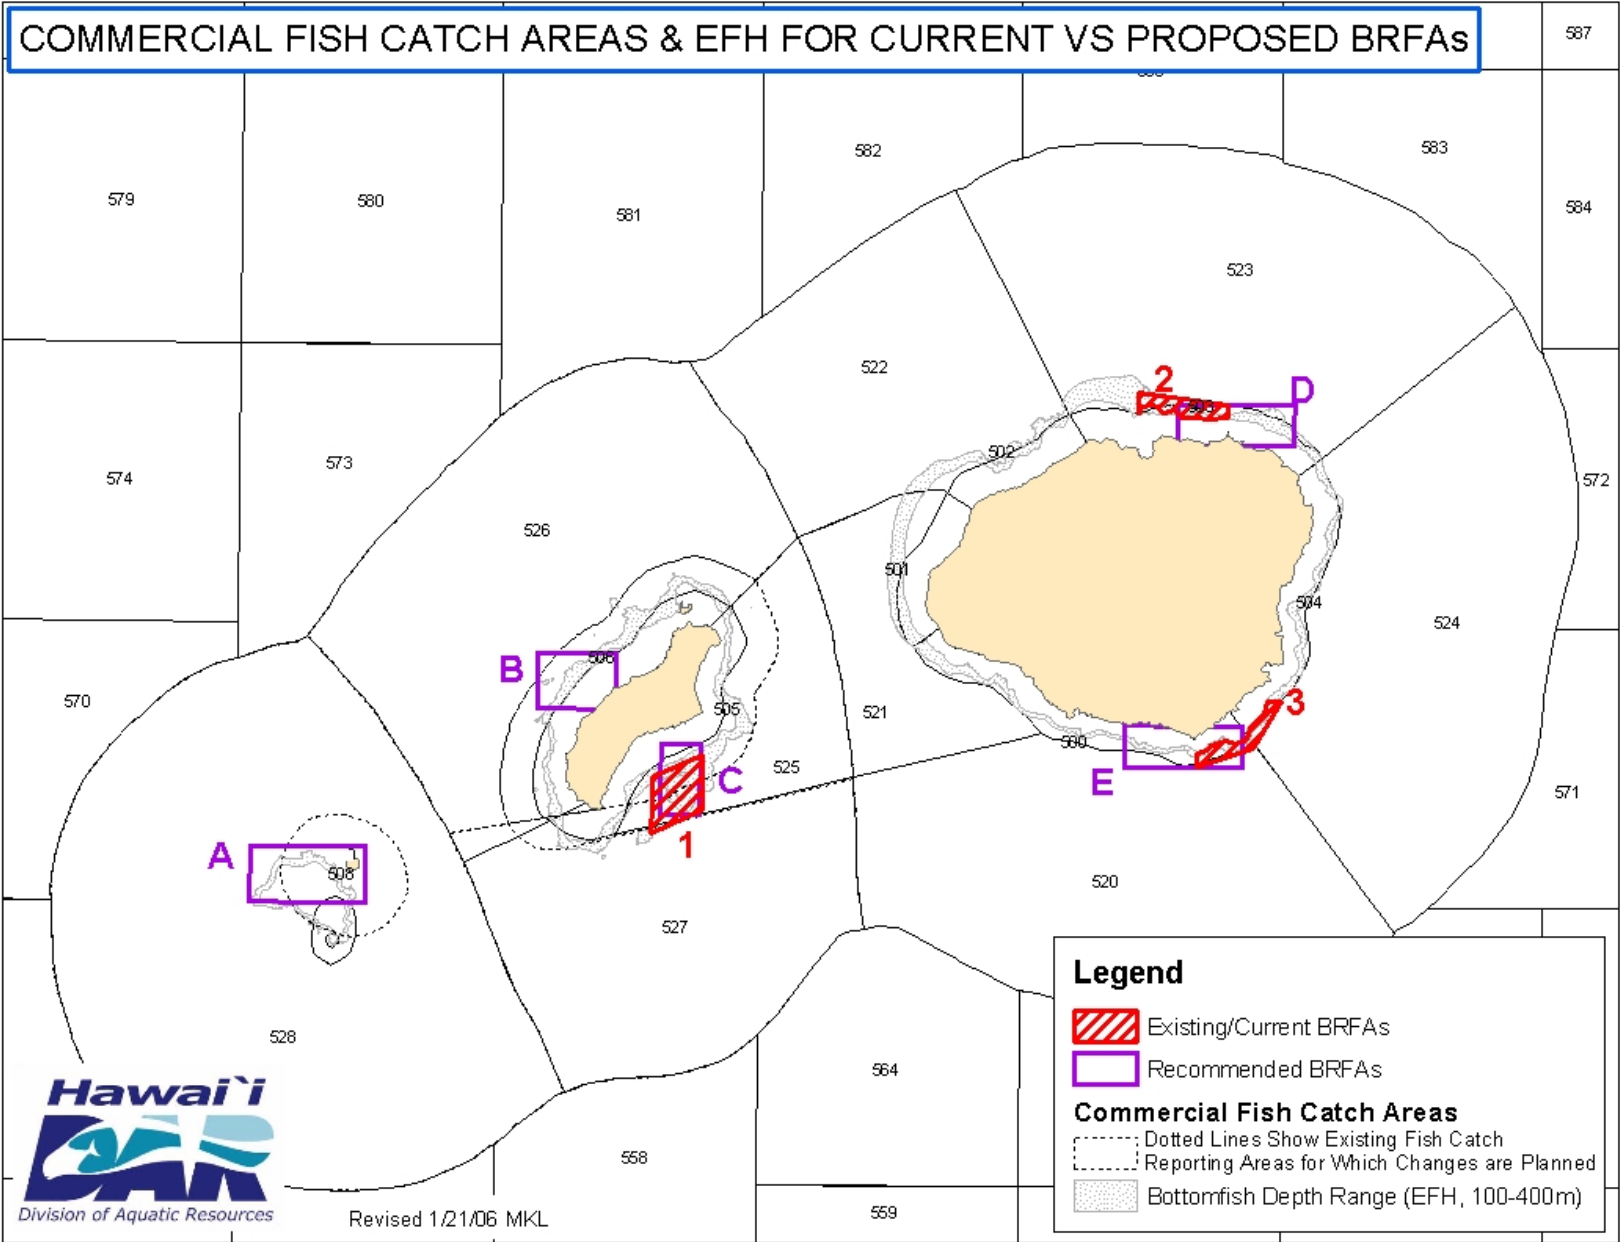 COMMERCIAL FISH CATCH AREAS & EFH FOR CURRENT VS PROPOSED BRFAs
587
582
583
579
580
581
584
523
522
2
D
503
502
574
573
572
526
501
504
524
B
506
570
505
521
3
500
525
C
E
571
1
A
508
520
527
528
564
558
559
Legend
Existing/Current BRFAs
Recommended BRFAs
Commercial Fish Catch Areas
Dotted Lines Show Existing Fish Catch
Reporting Areas for Which Changes are Planned
Bottomfish Depth Range (EFH, 100-400m)
Hawai`i
DAR
Division of Aquatic Resources
Revised 1/21/06 MKL